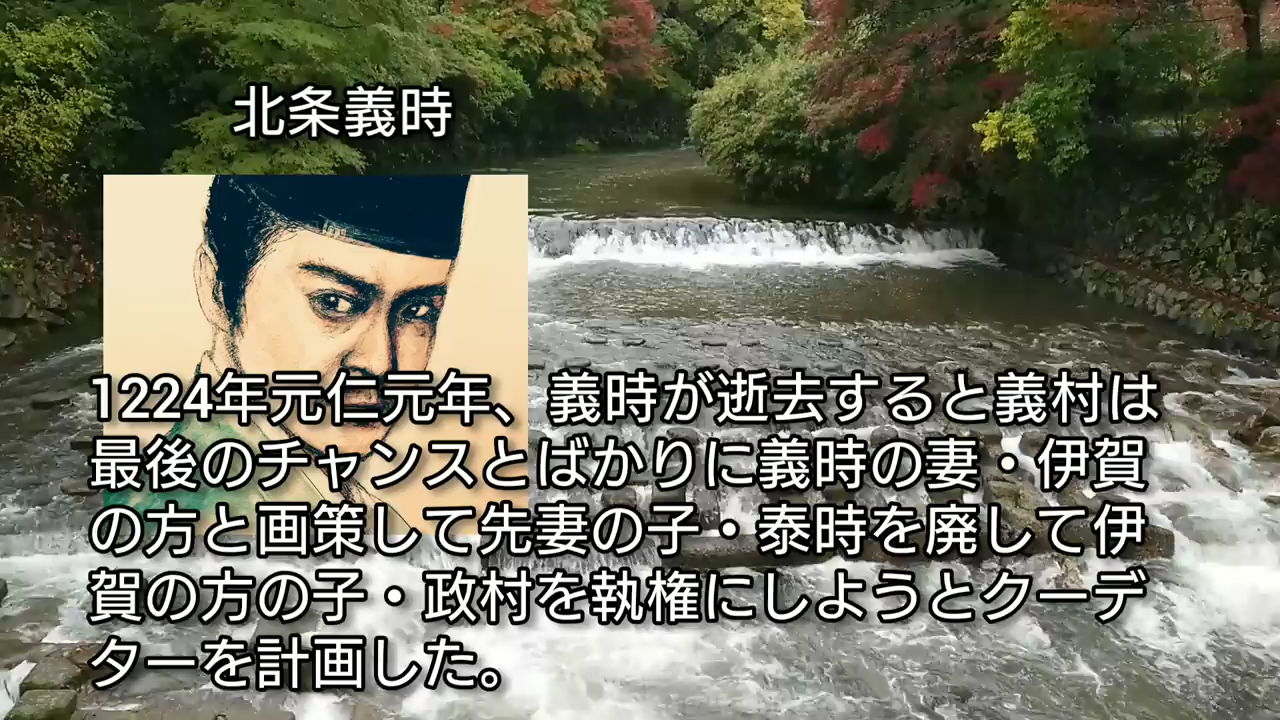 北条義時
1224年元仁元年、義時が逝去すると義村は
最後のチャンスとばかりに義時の妻・伊賀
の方と画策して先妻の子・泰時を廃して伊
賀の方の子・政村を執権にしようとクーデ
ターを計画した。